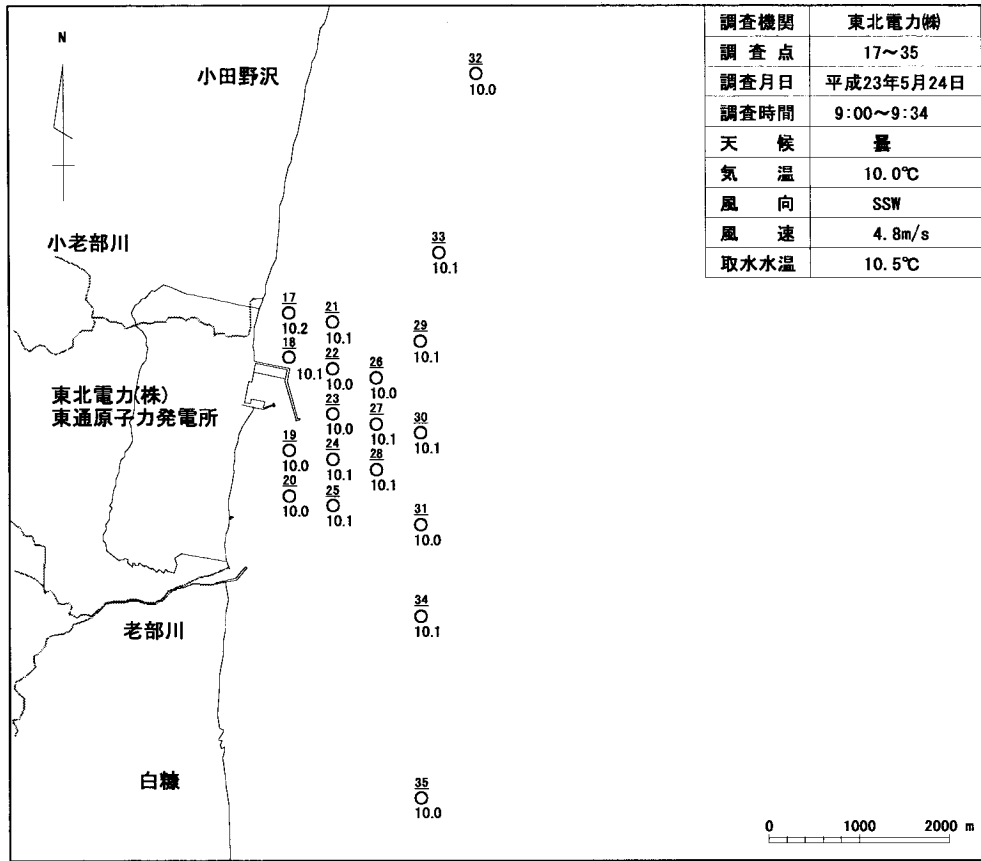 調査機関 東北電力㈱
調査点 17～35
調査月日 平成23年5月24日
調査時間 9:00～9:34
天候 曇
気温 10.0℃
風向 SSW
風速 4.8m/s
取水水温 10.5℃
N
小田野沢
32
10.0
小老部川
33
10.1
17
10.2
21
10.1
29
10.1
18
10.1
22
10.0
26
10.0
東北電力(株)
東通原子力発電所
23
10.0
27
10.1
30
10.1
19
10.0
24
10.1
28
10.1
20
10.0
25
10.1
31
10.0
34
10.1
老部川
白糠
35
10.0
0 1000 2000 m